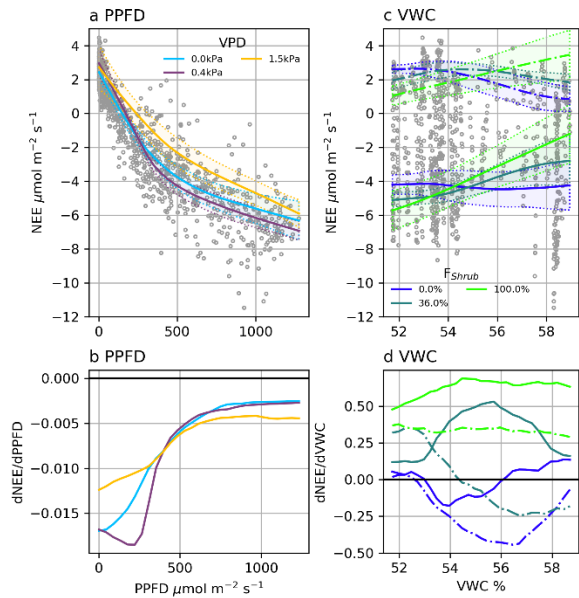 a PPFD
c VWC
VPD
0.0kPa
1.5kPa
0.4kPa
NEE μmol m⁻² s⁻¹
4
2
0
−2
−4
−6
−8
−10
−12
0
500
1000
NEE μmol m⁻² s⁻¹
4
2
0
−2
−4
−6
−8
−10
−12
F_Shrub
0.0%
100.0%
36.0%
52
54
56
58
b PPFD
d VWC
dNEE/dPPFD
0.000
−0.005
−0.010
−0.015
0
500
1000
PPFD μmol m⁻² s⁻¹
dNEE/dVWC
0.50
0.25
0.00
−0.25
−0.50
52
54
56
58
VWC %